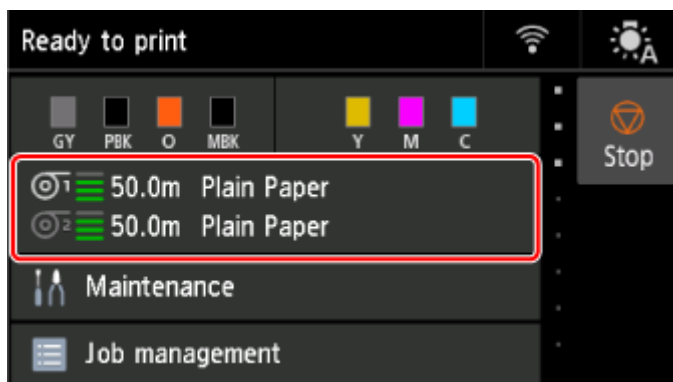 Ready to print
A
GY PBK O MBK Y M C
Stop
1 50.0m Plain Paper
2 50.0m Plain Paper
Maintenance
Job management